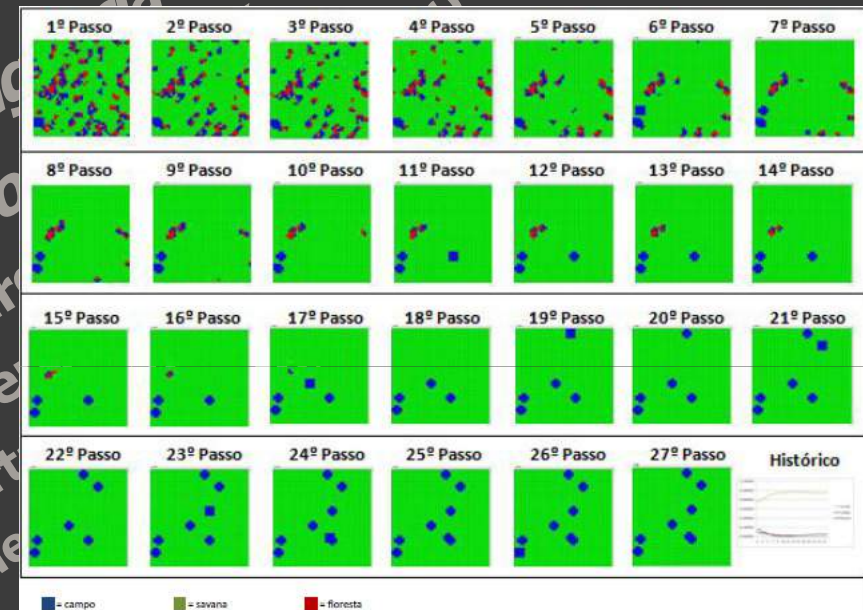 1º Passo 2º Passo 3º Passo 4º Passo 5º Passo 6º Passo 7º Passo
8º Passo 9º Passo 10º Passo 11º Passo 12º Passo 13º Passo 14º Passo
15º Passo 16º Passo 17º Passo 18º Passo 19º Passo 20º Passo 21º Passo
22º Passo 23º Passo 24º Passo 25º Passo 26º Passo 27º Passo Histórico
= campo = savana = floresta